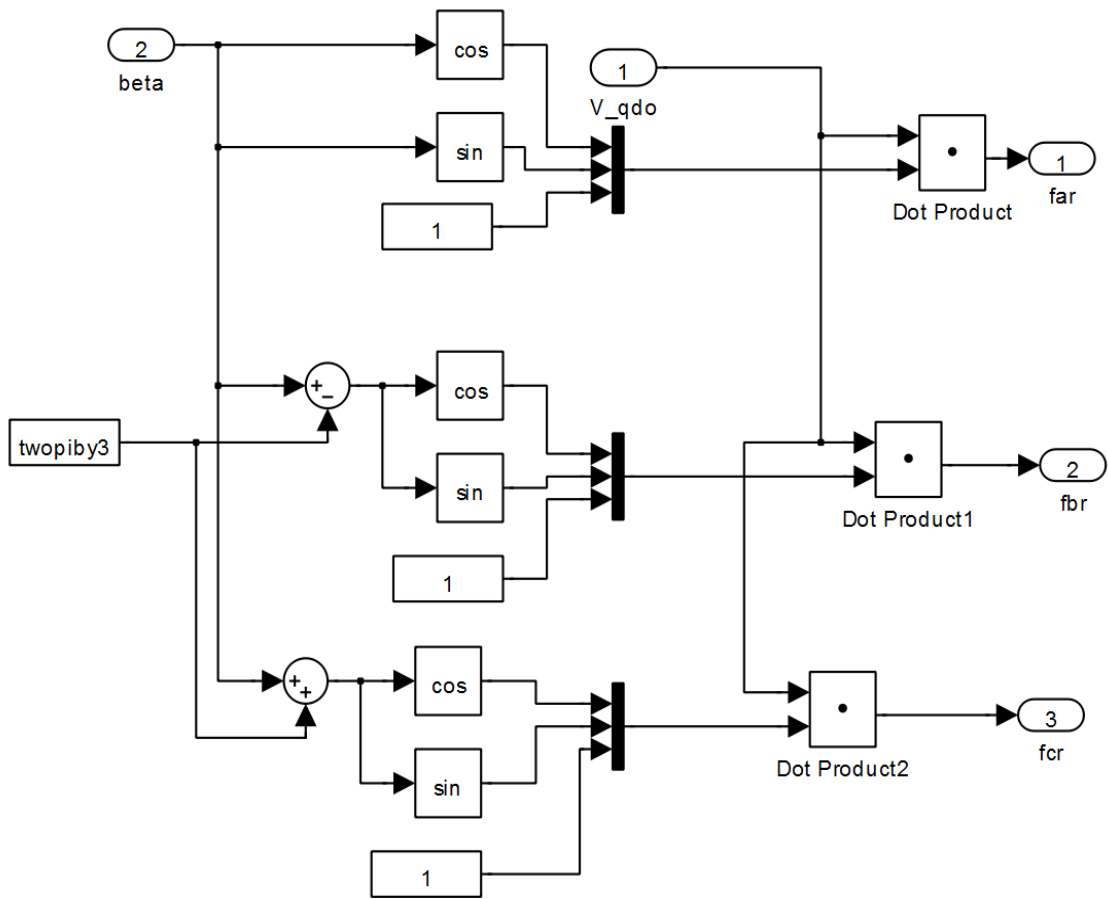 2
beta
cos
1
V_qdo
sin
1
Dot Product
1
far
cos
twopiby3
+
−
sin
1
Dot Product1
2
fbr
cos
+
+
sin
1
Dot Product2
3
fcr